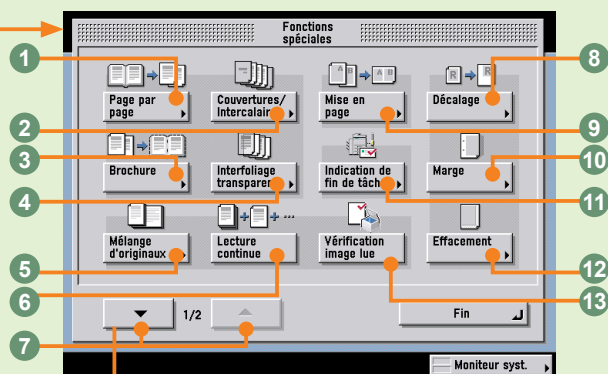 Fonctions
spéciales
1
Page par
page
2
Couvertures/
Intercalair
Mise en
page
9
Décalage
8
3
Brochure
4
Interfoliage
transparen
Indication de
fin de tâch
11
Marge
10
5
Mélange
d'originaux
6
Lecture
continue
Vérification
image lue
13
Effacement
12
7
1/2
Fin
Moniteur syst.
R
R
A
B
A
B